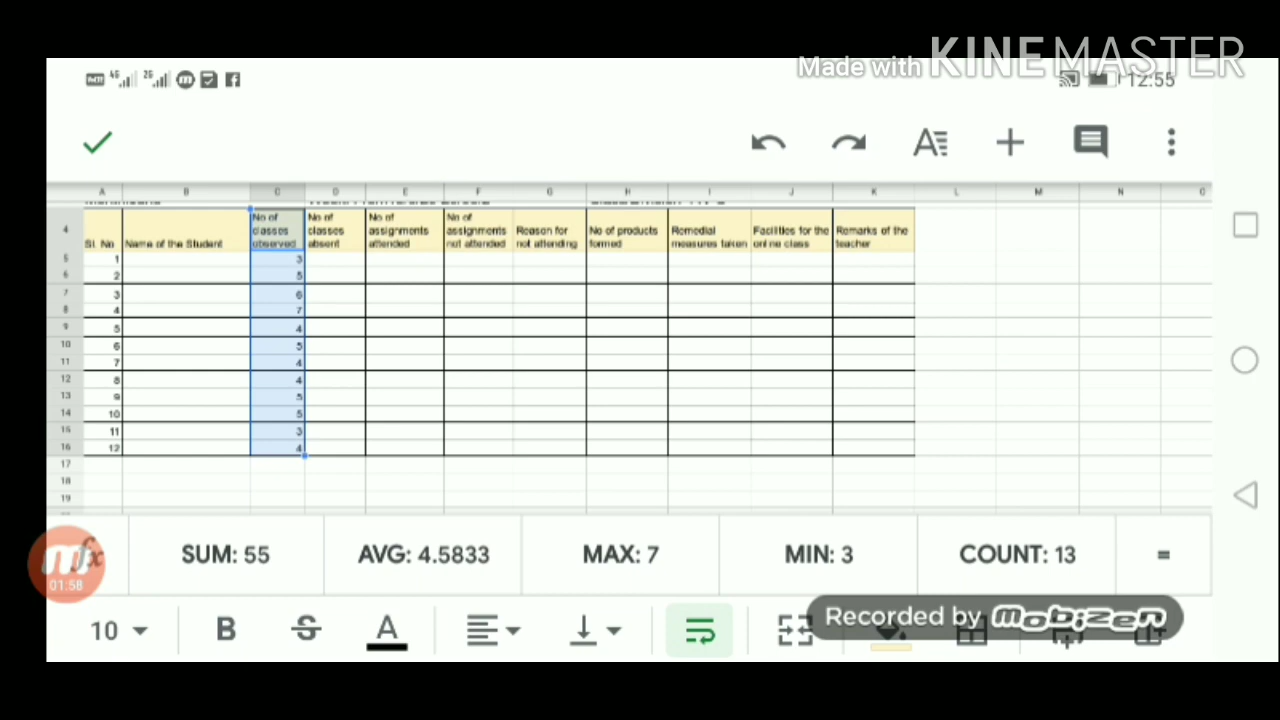 Made with KINEMASTER
4G 2G 12:55
A B C D E F G H I J K L M N O
4 Sl. No Name of the Student No of classes observed No of classes absent No of assignments attended No of assignments not attended Reason for not attending No of products formed Remedial measures taken Facilities for the online class Remarks of the teacher
5 1 3
6 2 5
7 3 6
8 4 7
9 5 4
10 6 5
11 7 4
12 8 4
13 9 5
14 10 5
15 11 3
16 12 4
17
18
19
fx SUM: 55 AVG: 4.5833 MAX: 7 MIN: 3 COUNT: 13 =
01:58
10 B S A
Recorded by mobizen